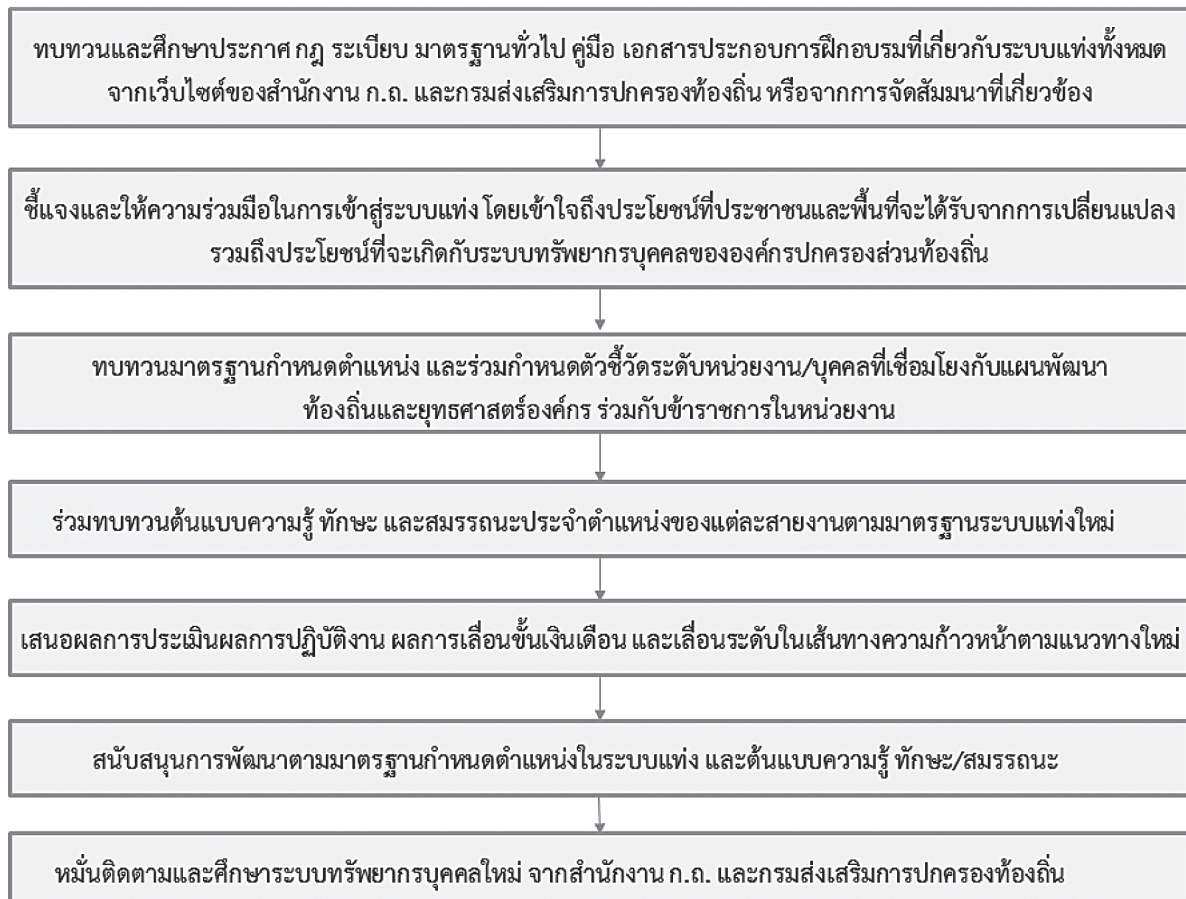 ทบทวนและศึกษาประกาศ กฎ ระเบียบ มาตรฐานทั่วไป คู่มือ เอกสารประกอบการฝึกอบรมที่เกี่ยวกับระบบแท่งทั้งหมด
จากเว็บไซต์ของสำนักงาน ก.ถ. และกรมส่งเสริมการปกครองท้องถิ่น หรือจากการจัดสัมมนาที่เกี่ยวข้อง
ชี้แจงและให้ความร่วมมือในการเข้าสู่ระบบแท่ง โดยเข้าใจถึงประโยชน์ที่ประชาชนและพื้นที่จะได้รับจากการเปลี่ยนแปลง
รวมถึงประโยชน์ที่จะเกิดกับระบบทรัพยากรบุคคลขององค์กรปกครองส่วนท้องถิ่น
ทบทวนมาตรฐานกำหนดตำแหน่ง และร่วมกำหนดตัวชี้วัดระดับหน่วยงาน/บุคคลที่เชื่อมโยงกับแผนพัฒนา
ท้องถิ่นและยุทธศาสตร์องค์กร ร่วมกับข้าราชการในหน่วยงาน
ร่วมทบทวนต้นแบบความรู้ ทักษะ และสมรรถนะประจำตำแหน่งของแต่ละสายงานตามมาตรฐานระบบแท่งใหม่
เสนอผลการประเมินผลการปฏิบัติงาน ผลการเลื่อนขั้นเงินเดือน และเลื่อนระดับในเส้นทางความก้าวหน้าตามแนวทางใหม่
สนับสนุนการพัฒนาตามมาตรฐานกำหนดตำแหน่งในระบบแท่ง และต้นแบบความรู้ ทักษะ/สมรรถนะ
หมั่นติดตามและศึกษาระบบทรัพยากรบุคคลใหม่ จากสำนักงาน ก.ถ. และกรมส่งเสริมการปกครองท้องถิ่น